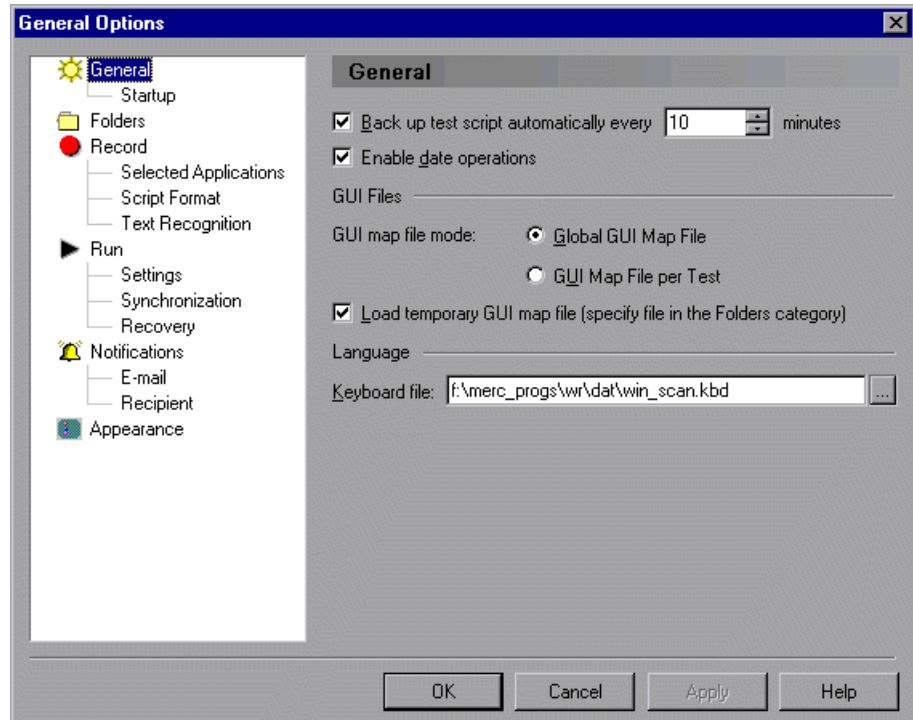 General Options
General
Startup
Folders
Record
Selected Applications
Script Format
Text Recognition
Run
Settings
Synchronization
Recovery
Notifications
E-mail
Recipient
Appearance
General
Back up test script automatically every 10 minutes
Enable date operations
GUI Files
GUI map file mode: Global GUI Map File
GUI Map File per Test
Load temporary GUI map file (specify file in the Folders category)
Language
Keyboard file: f:\merc_progs\wr\dat\win_scan.kbd ...
OK Cancel Apply Help